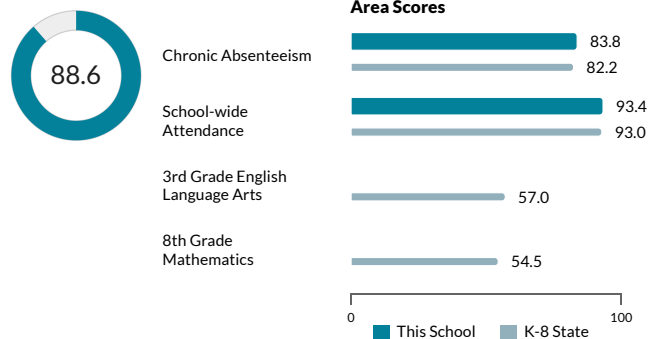 Area Scores
88.6
Chronic Absenteeism
83.8
82.2
School-wide
Attendance
93.4
93.0
3rd Grade English
Language Arts
57.0
8th Grade
Mathematics
54.5
0
100
This School
K-8 State